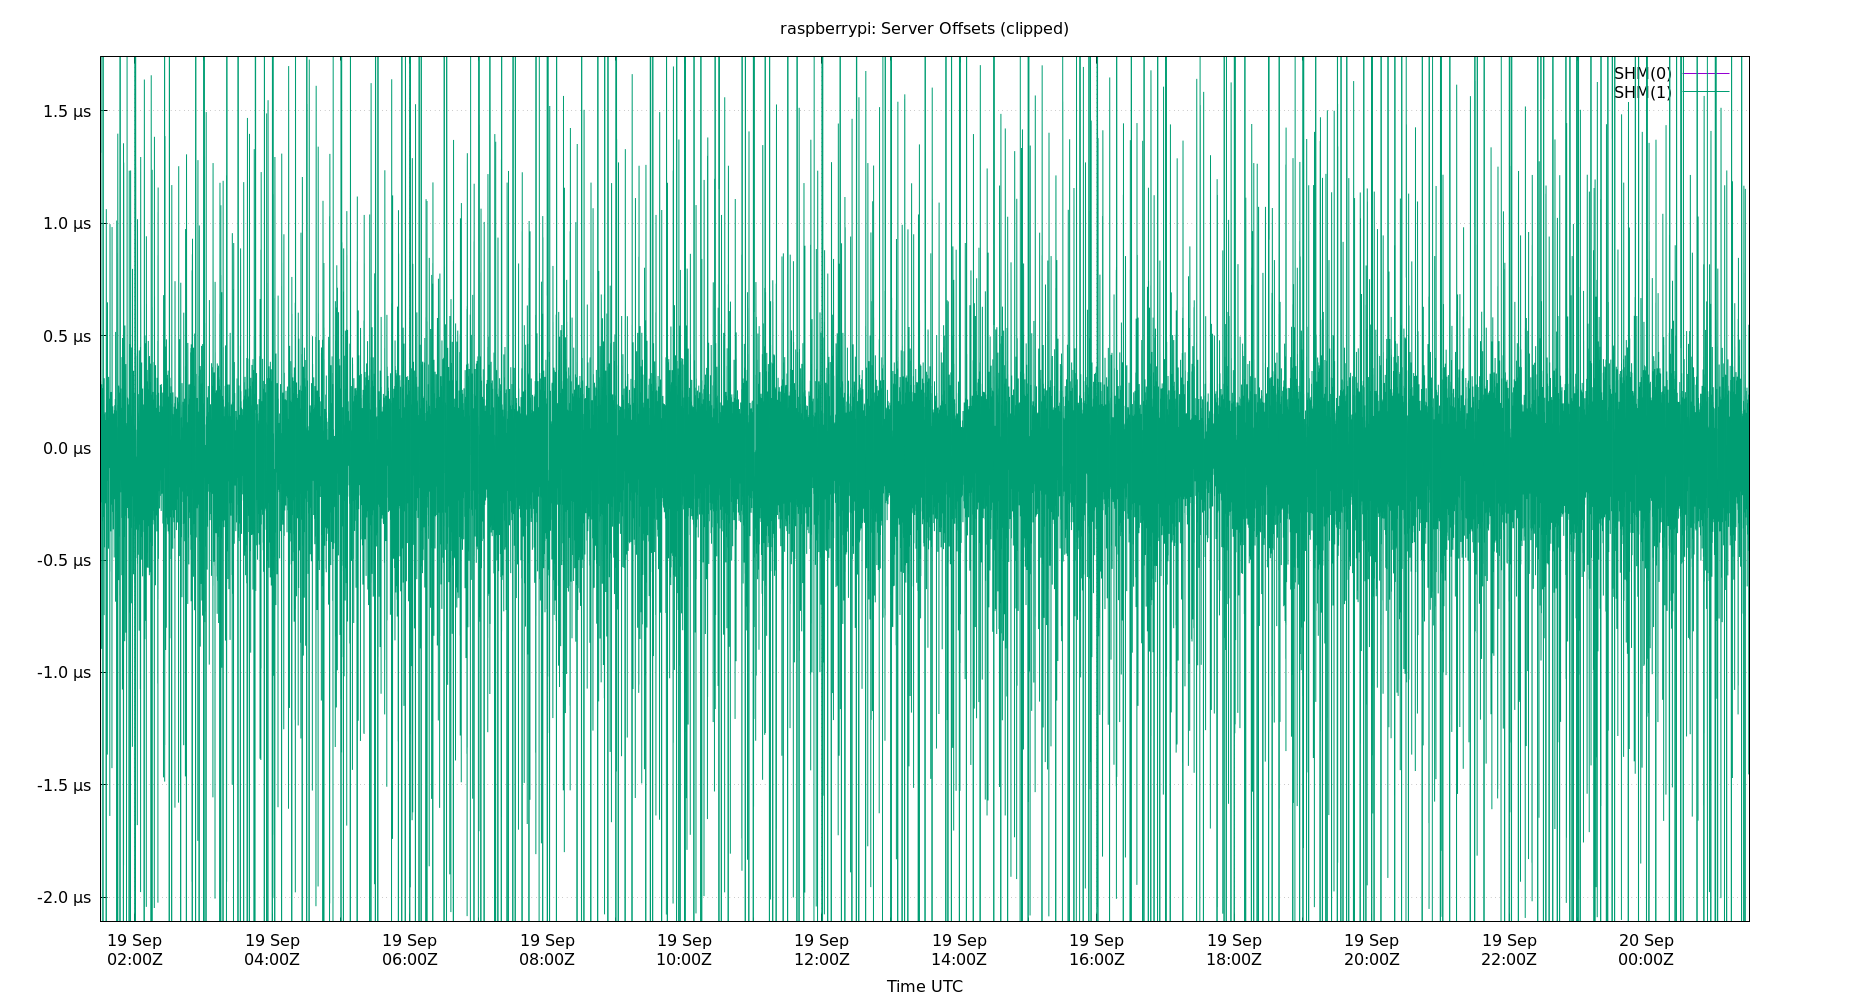 raspberrypi: Server Offsets (clipped)
SHM(0)
SHM(1)
1.5 µs
1.0 µs
0.5 µs
0.0 µs
-0.5 µs
-1.0 µs
-1.5 µs
-2.0 µs
19 Sep 19 Sep 19 Sep 19 Sep 19 Sep 19 Sep 19 Sep 19 Sep 19 Sep 19 Sep 19 Sep 20 Sep
02:00Z 04:00Z 06:00Z 08:00Z 10:00Z 12:00Z 14:00Z 16:00Z 18:00Z 20:00Z 22:00Z 00:00Z
Time UTC